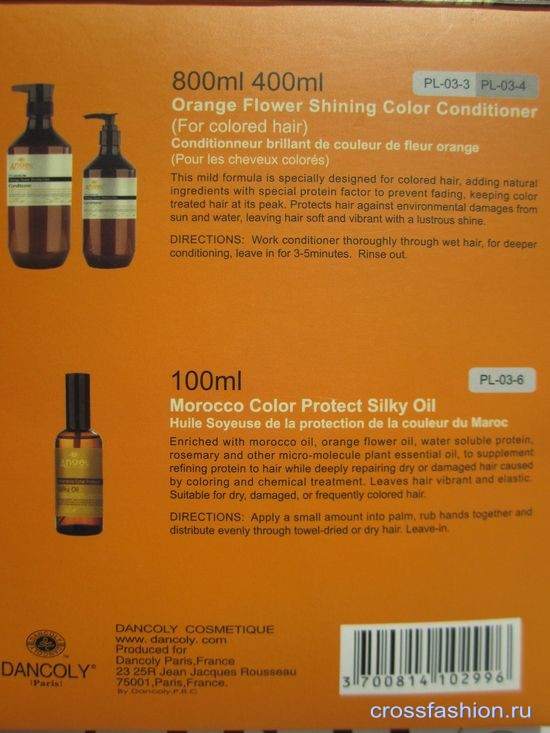 800ml 400ml
PL-03-3 PL-03-4
Orange Flower Shining Color Conditioner
(For colored hair)
Conditionneur brillant de couleur de fleur orange
(Pour les cheveux colorés)
This mild formula is specially designed for colored hair, adding natural
ingredients with special protein factor to prevent fading, keeping color
treated hair at its peak. Protects hair against environmental damages from
sun and water, leaving hair soft and vibrant with a lustrous shine.
DIRECTIONS: Work conditioner thoroughly through wet hair, for deeper
conditioning, leave in for 3-5minutes. Rinse out.
Angel
Conditioner
100ml
PL-03-6
Morocco Color Protect Silky Oil
Huile Soyeuse de la protection de la couleur du Maroc
Enriched with morocco oil, orange flower oil, water soluble protein,
rosemary and other micro-molecule plant essential oil, to supplement
refining protein to hair while deeply repairing dry or damaged hair caused
by coloring and chemical treatment. Leaves hair vibrant and elastic.
Suitable for dry, damaged, or frequently colored hair.
DIRECTIONS: Apply a small amount into palm, rub hands together and
distribute evenly through towel-dried or dry hair. Leave-in.
Angel
Silky Oil
DANCOLY®
(Paris)
DANCOLY COSMETIQUE
www. dancoly. com
Produced for
Dancoly Paris,France
23 25R Jean Jacques Rousseau
75001,Paris,France
By Dancoly.P.R.C
3 700814 102996
crossfashion.ru